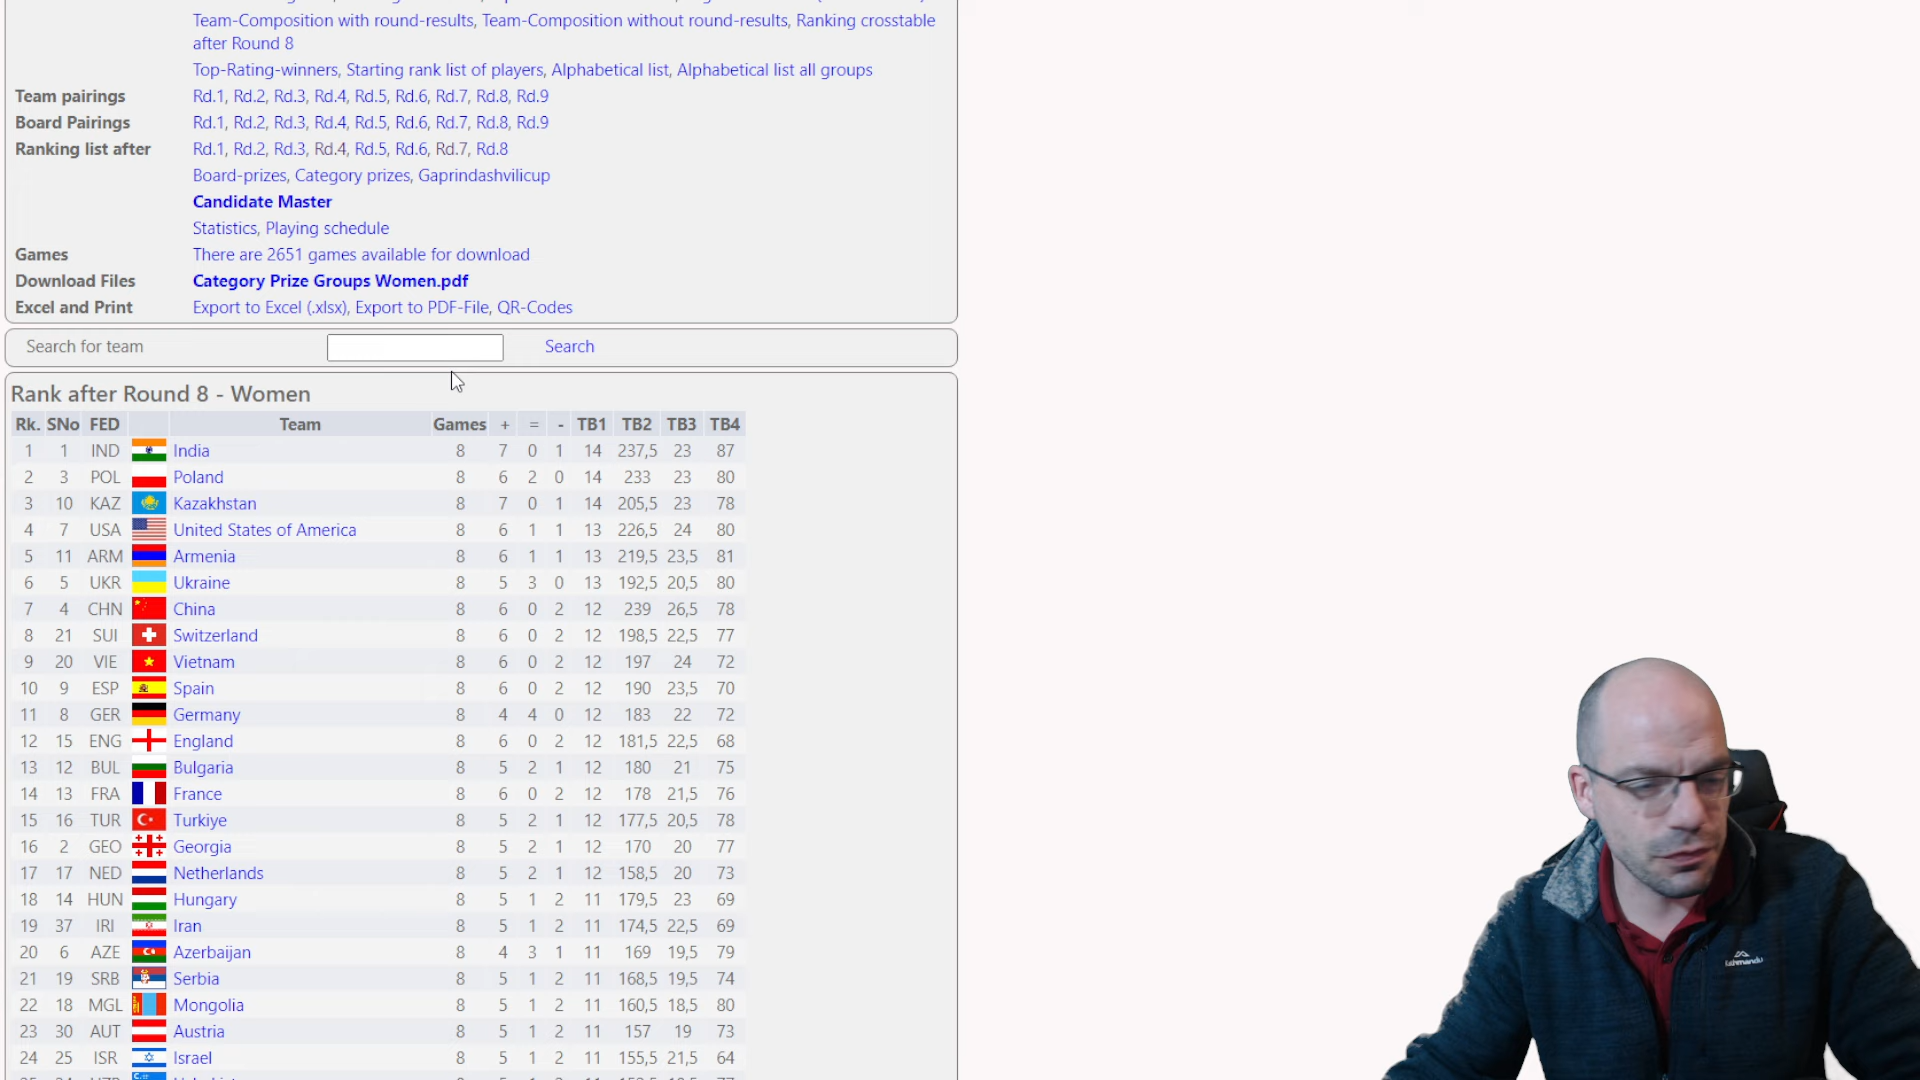 Team-Composition with round-results, Team-Composition without round-results, Ranking crosstable
after Round 8
Top-Rating-winners, Starting rank list of players, Alphabetical list, Alphabetical list all groups
Team pairings Rd.1, Rd.2, Rd.3, Rd.4, Rd.5, Rd.6, Rd.7, Rd.8, Rd.9
Board Pairings Rd.1, Rd.2, Rd.3, Rd.4, Rd.5, Rd.6, Rd.7, Rd.8, Rd.9
Ranking list after Rd.1, Rd.2, Rd.3, Rd.4, Rd.5, Rd.6, Rd.7, Rd.8
Board-prizes, Category prizes, Gaprindashvilicup
Candidate Master
Statistics, Playing schedule
Games There are 2651 games available for download
Download Files Category Prize Groups Women.pdf
Excel and Print Export to Excel (.xlsx), Export to PDF-File, QR-Codes
Search for team Search
Rank after Round 8 - Women
Rk. SNo FED Team Games + = - TB1 TB2 TB3 TB4
1 1 IND India 8 7 0 1 14 237,5 23 87
2 3 POL Poland 8 6 2 0 14 233 23 80
3 10 KAZ Kazakhstan 8 7 0 1 14 205,5 23 78
4 7 USA United States of America 8 6 1 1 13 226,5 24 80
5 11 ARM Armenia 8 6 1 1 13 219,5 23,5 81
6 5 UKR Ukraine 8 5 3 0 13 192,5 20,5 80
7 4 CHN China 8 6 0 2 12 239 26,5 78
8 21 SUI Switzerland 8 6 0 2 12 198,5 22,5 77
9 20 VIE Vietnam 8 6 0 2 12 197 24 72
10 9 ESP Spain 8 6 0 2 12 190 23,5 70
11 8 GER Germany 8 4 4 0 12 183 22 72
12 15 ENG England 8 6 0 2 12 181,5 22,5 68
13 12 BUL Bulgaria 8 5 2 1 12 180 21 75
14 13 FRA France 8 6 0 2 12 178 21,5 76
15 16 TUR Turkiye 8 5 2 1 12 177,5 20,5 78
16 2 GEO Georgia 8 5 2 1 12 170 20 77
17 17 NED Netherlands 8 5 2 1 12 158,5 20 73
18 14 HUN Hungary 8 5 1 2 11 179,5 23 69
19 37 IRI Iran 8 5 1 2 11 174,5 22,5 69
20 6 AZE Azerbaijan 8 4 3 1 11 169 19,5 79
21 19 SRB Serbia 8 5 1 2 11 168,5 19,5 74
22 18 MGL Mongolia 8 5 1 2 11 160,5 18,5 80
23 30 AUT Austria 8 5 1 2 11 157 19 73
24 25 ISR Israel 8 5 1 2 11 155,5 21,5 64
kathmandu